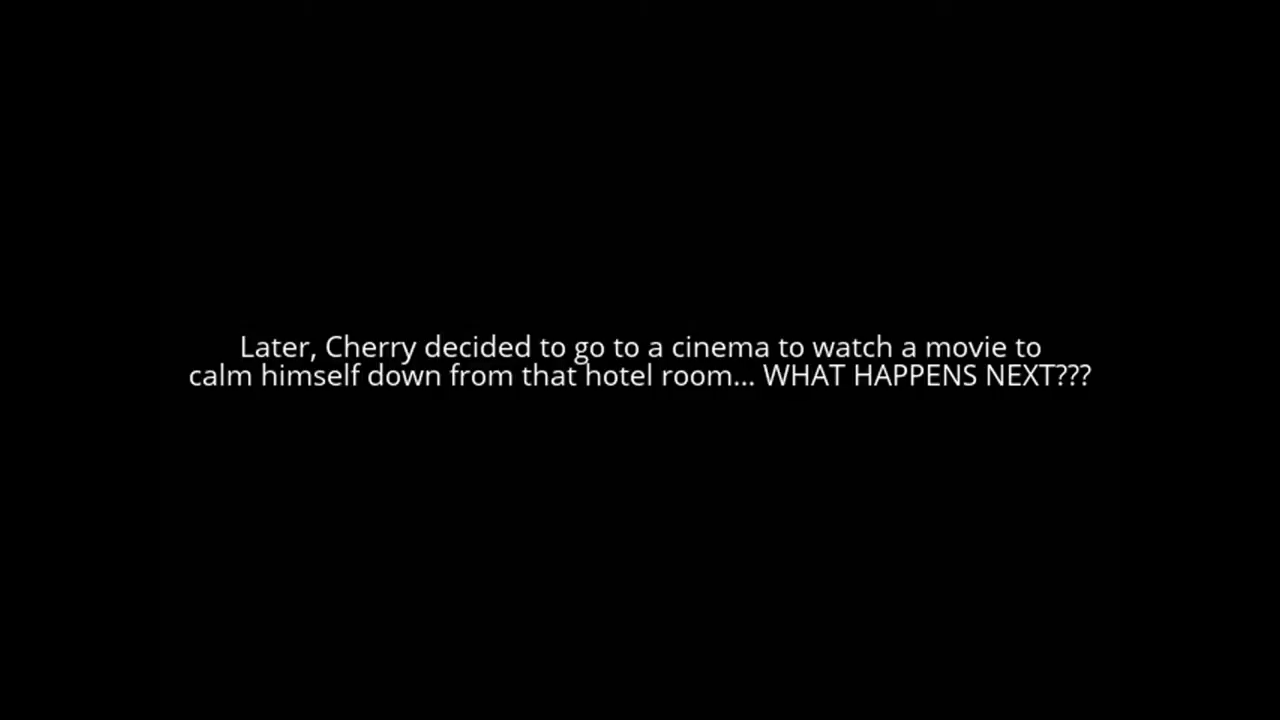 Later, Cherry decided to go to a cinema to watch a movie to
calm himself down from that hotel room... WHAT HAPPENS NEXT???